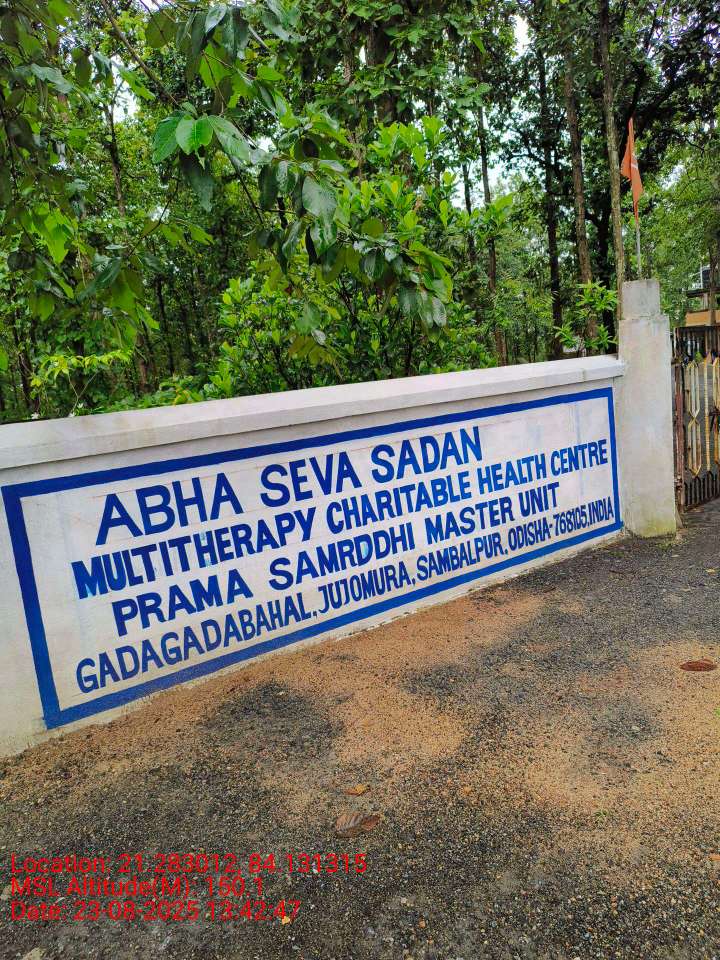 ABHA SEVA SADAN
MULTITHERAPY CHARITABLE HEALTH CENTRE
PRAMA SAMRDDHI MASTER UNIT
GADAGADABAHAL, JUJOMURA, SAMBALPUR, ODISHA-768105, INDIA
Location: 21.283012, 84.131315
MSL Altitude(M): 150.1
Date: 23-08-2025 13:42:47